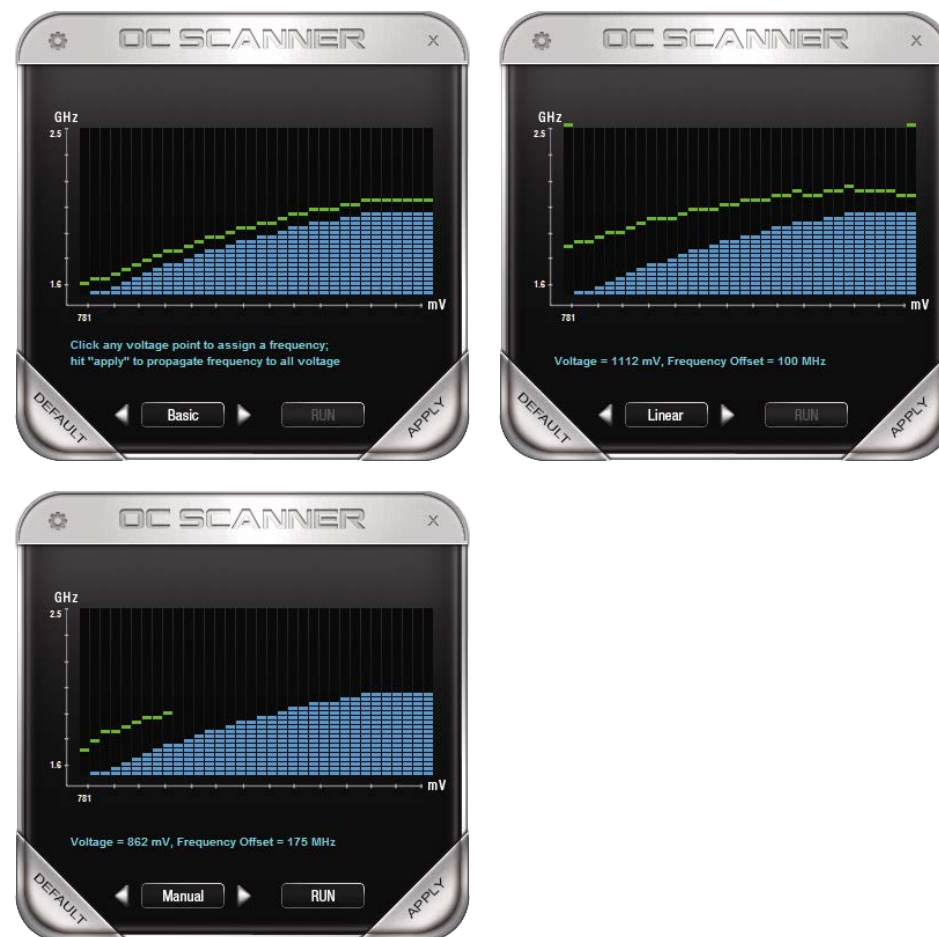 OC SCANNER
X
GHz
2.5
1.6
781
mV
Click any voltage point to assign a frequency;
hit "apply" to propagate frequency to all voltage
DEFAULT
Basic
RUN
APPLY
OC SCANNER
X
GHz
2.5
1.6
781
mV
Voltage = 1112 mV, Frequency Offset = 100 MHz
DEFAULT
Linear
RUN
APPLY
OC SCANNER
X
GHz
2.5
1.6
781
mV
Voltage = 862 mV, Frequency Offset = 175 MHz
DEFAULT
Manual
RUN
APPLY